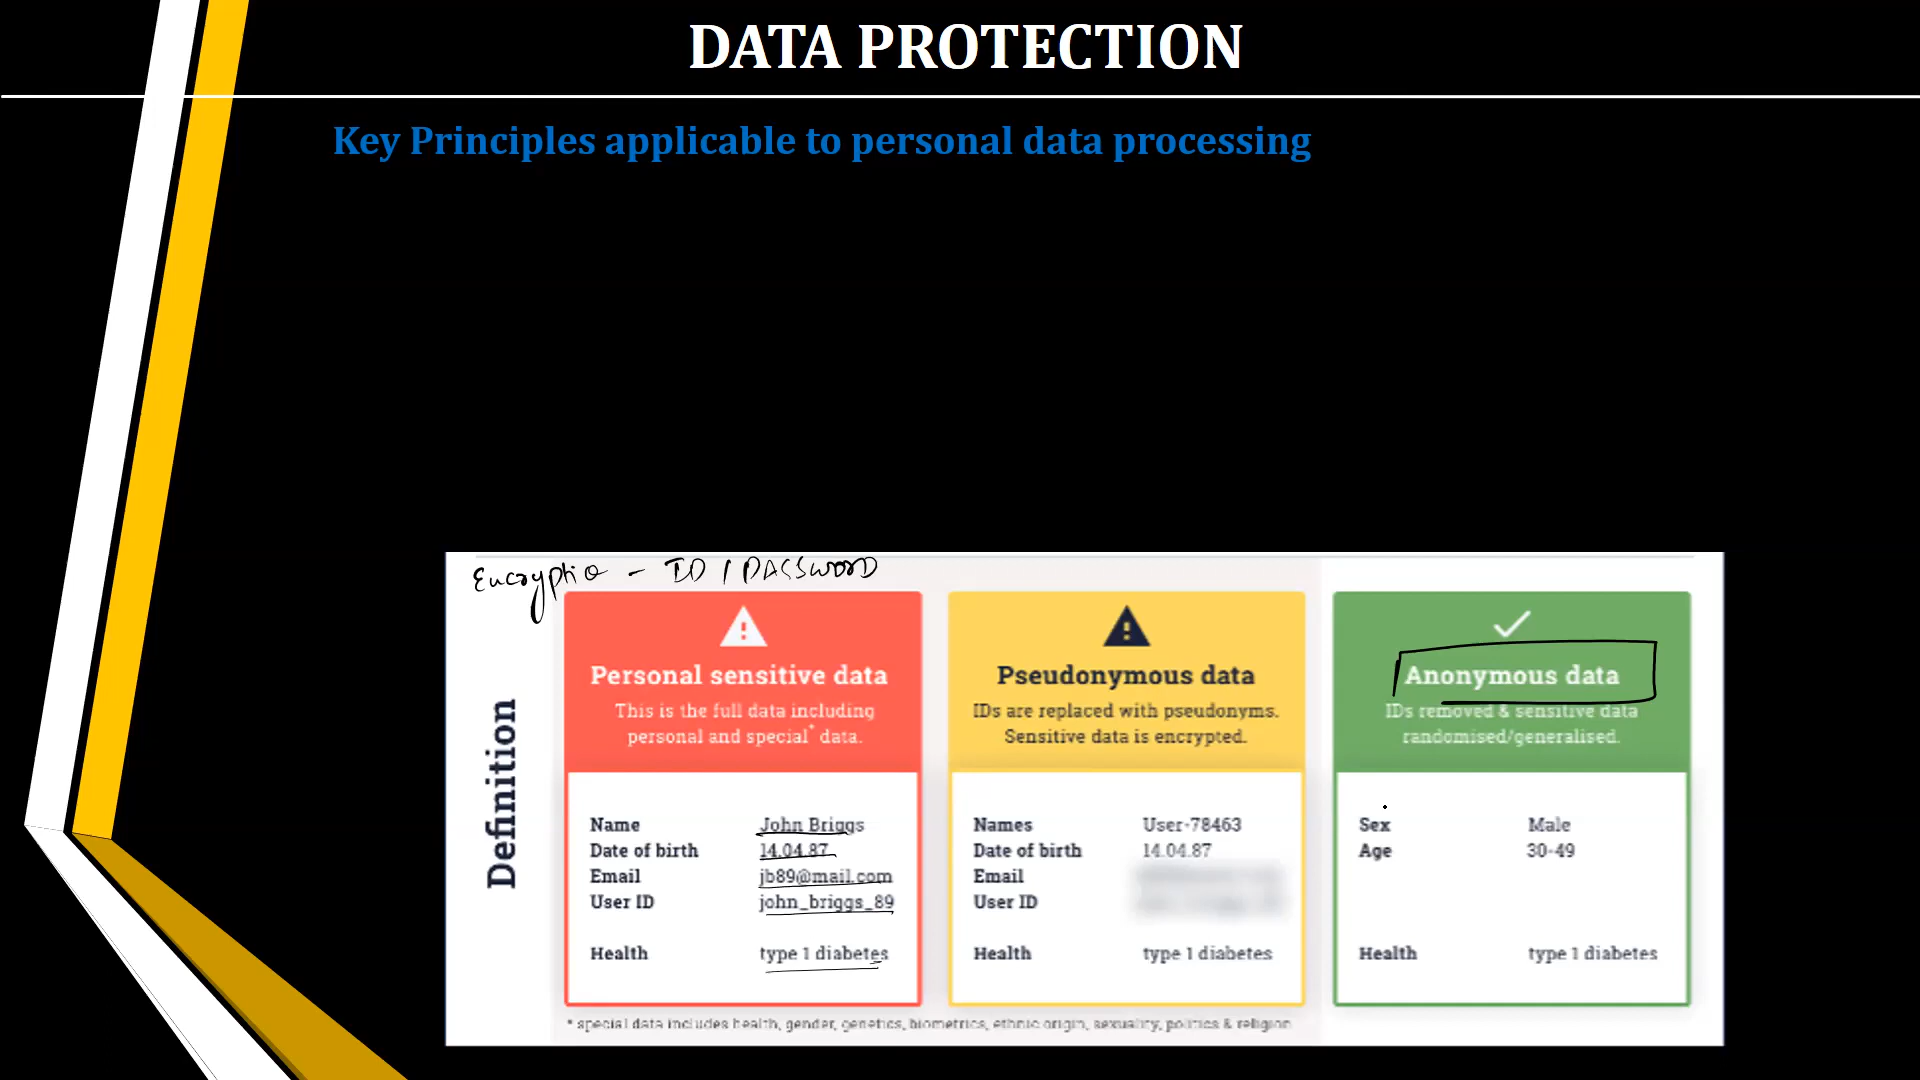 DATA PROTECTION
Key Principles applicable to personal data processing
Encryptio - ID / PASSWORD
Definition
Personal sensitive data
This is the full data including
personal and special* data.
Name John Briggs
Date of birth 14.04.87
Email jb89@mail.com
User ID john_briggs_89
Health type 1 diabetes
Pseudonymous data
IDs are replaced with pseudonyms.
Sensitive data is encrypted.
Names User-78463
Date of birth 14.04.87
Email
User ID
Health type 1 diabetes
Anonymous data
IDs removed & sensitive data
randomised/generalised.
Sex Male
Age 30-49
Health type 1 diabetes
* special data includes health, gender, genetics, biometrics, ethnic origin, sexuality, politics & religion